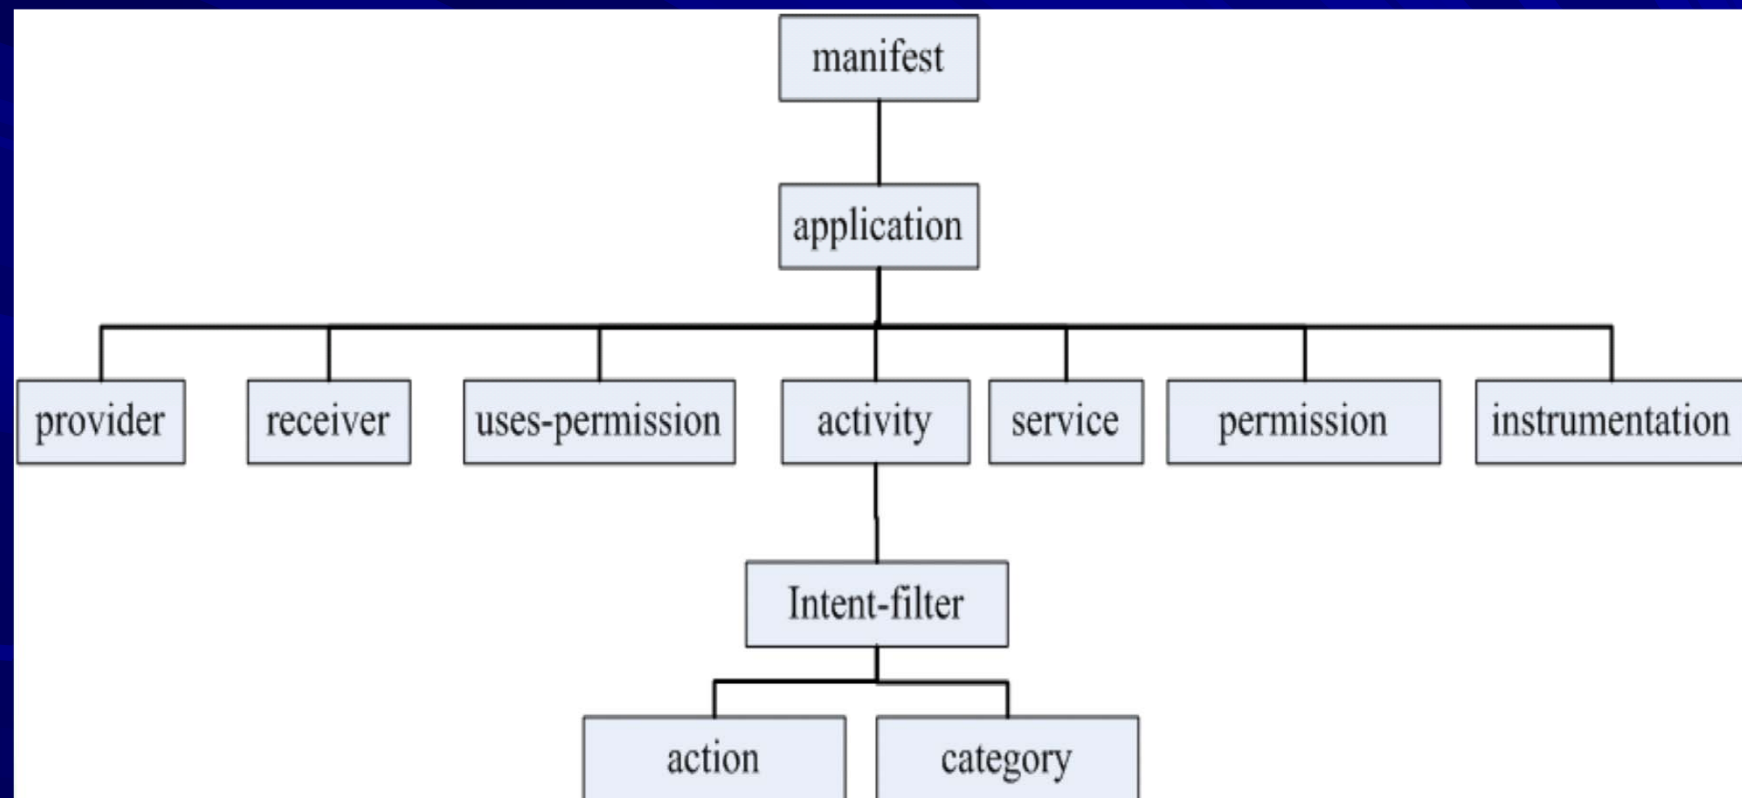 manifest
application
provider receiver uses-permission activity service permission instrumentation
Intent-filter
action category